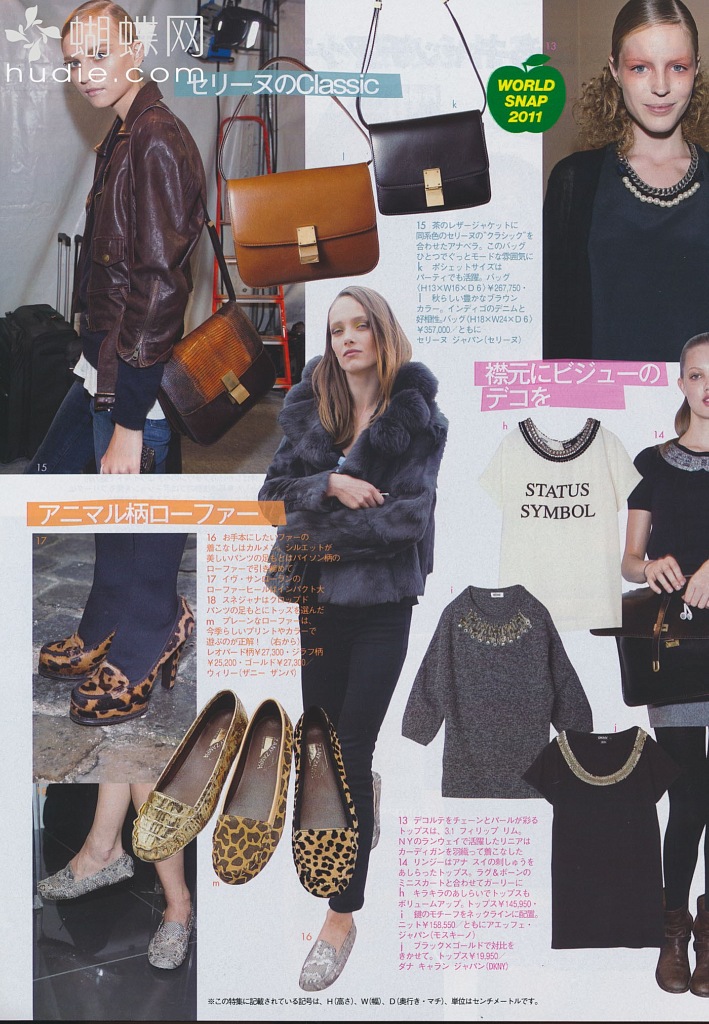 蝴蝶网
hudie.com
セリーヌのClassic
WORLD
SNAP
2011
13
k
l
15 茶のレザージャケットに
同系色のセリーヌの“クラシック”を
合わせたアナベラ。このバッグ
ひとつでぐっとモードな雰囲気に
k ポシェットサイズは
パーティでも活躍。バッグ
(H13×W16×D6)¥267,750・
l 秋らしい豊かなブラウン
カラー。インディゴのデニムと
好相性。バッグ(H18×W24×D6)
¥357,000／ともに
セリーヌ ジャパン(セリーヌ)
15
襟元にビジューの
デコを
h
14
STATUS
SYMBOL
アニマル柄ローファー
17
16 お手本にしたいファーの
着こなしはカルメン。シルエットが
美しいパンツの足もとはパイソン柄の
ローファーで引き締めて
17 イヴ・サンローランの
ローファーヒールはインパクト大
18 スネジャナはクロップド
パンツの足もとにトッズを選んだ
m プレーンなローファーは、
今季らしいプリントやカラーで
遊ぶのが正解！(右から)
レオパード柄¥27,300・ジラフ柄
¥25,200・ゴールド¥27,300／
ウィリー(ザニー ザンパ)
i
j
m
16
13 デコルテをチェーンとパールが彩る
トップスは、3.1 フィリップ リム。
NYのランウェイで活躍したリニアは
カーディガンを羽織って着こなした
14 リンジーはアナ スイの刺しゅうを
あしらったトップス。ラグ＆ボーンの
ミニスカートと合わせてガーリーに
h キラキラのあしらいでトップスも
ボリュームアップ。トップス¥145,950・
i 鍵のモチーフをネックラインに配置。
ニット¥158,550／ともにアエッフェ・
ジャパン(モスキーノ)
j ブラック×ゴールドで対比を
きかせて。トップス¥19,950／
ダナ キャラン ジャパン(DKNY)
※この特集に記載されている記号は、H(高さ)、W(幅)、D(奥行き・マチ)、単位はセンチメートルです。